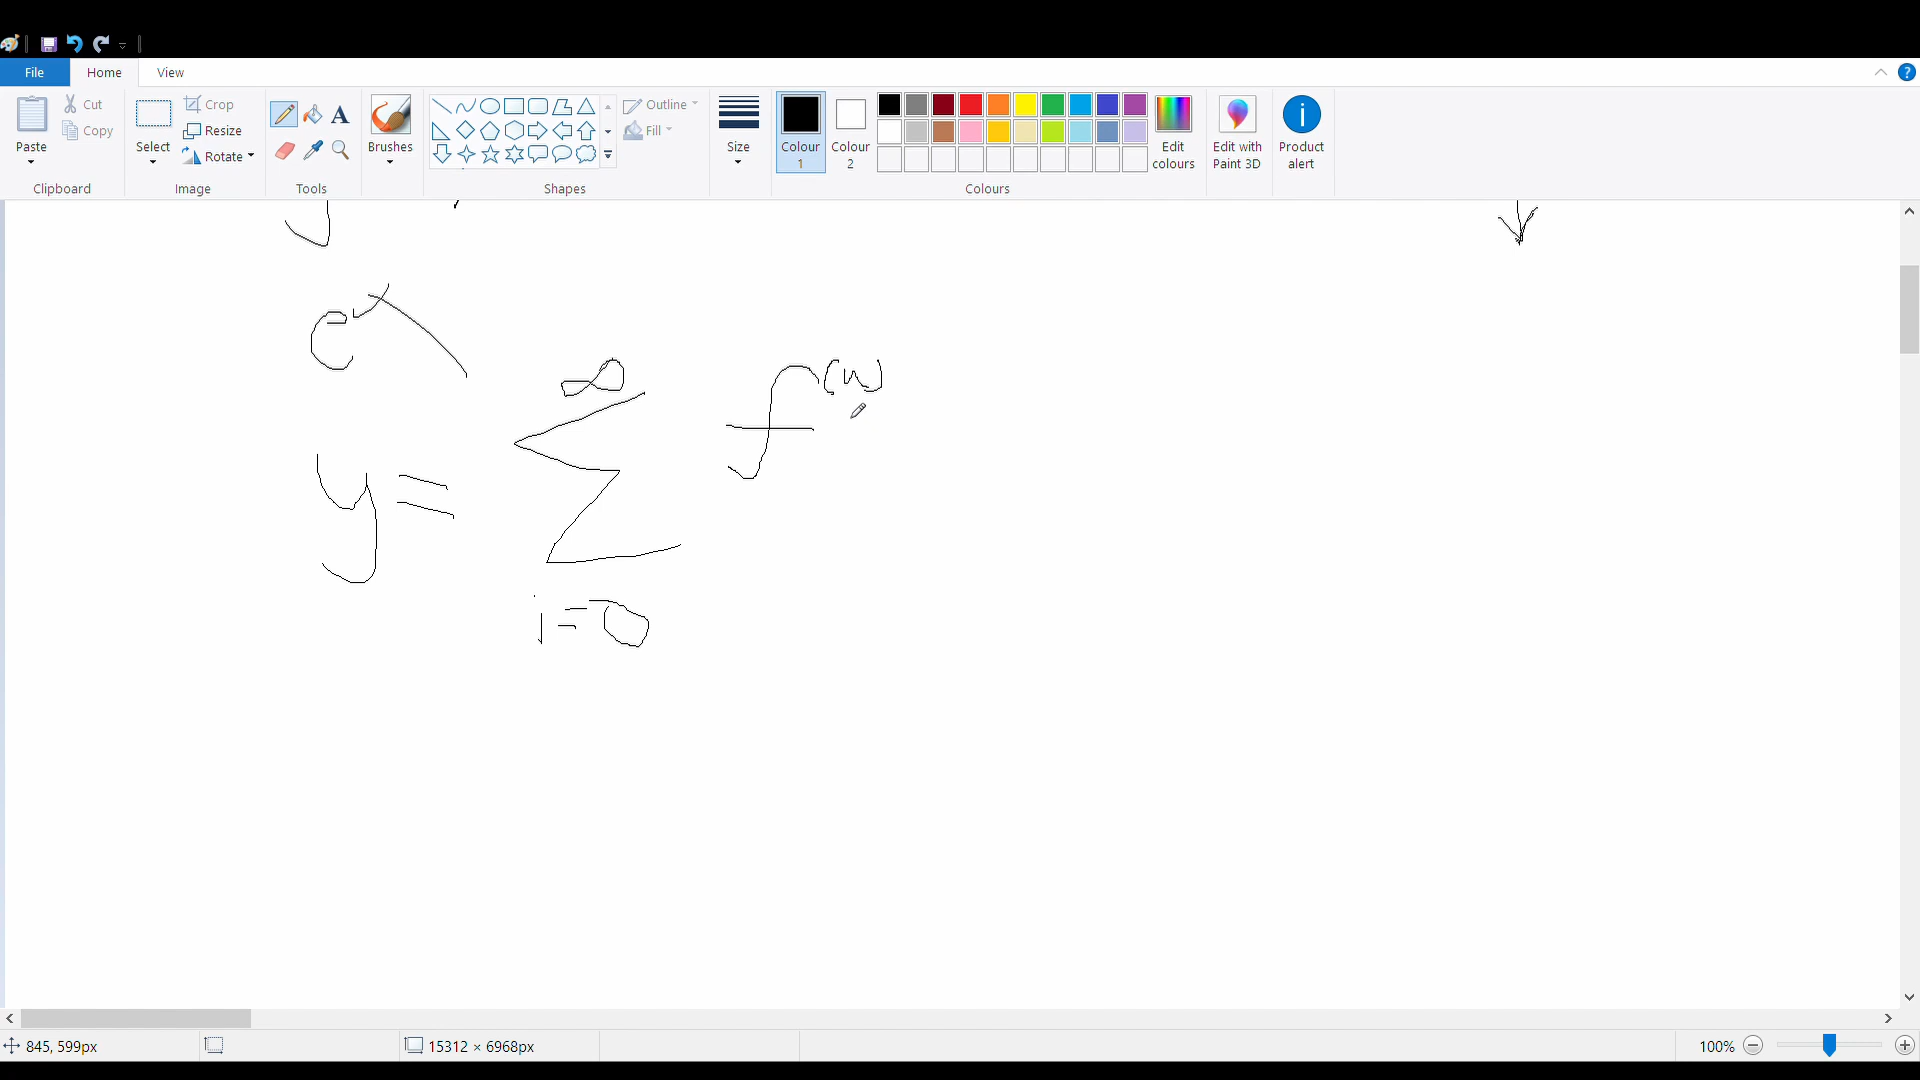 File Home View
Cut
Copy
Paste
Clipboard
Select
Crop
Resize
Rotate
Image
A
Tools
Brushes
Shapes
Outline
Fill
Size
Colour 1
Colour 2
Edit colours
Colours
Edit with Paint 3D
Product alert
e^x
y = ∞ ∑ i=0 f^(n)
845, 599px
15312 × 6968px
100%